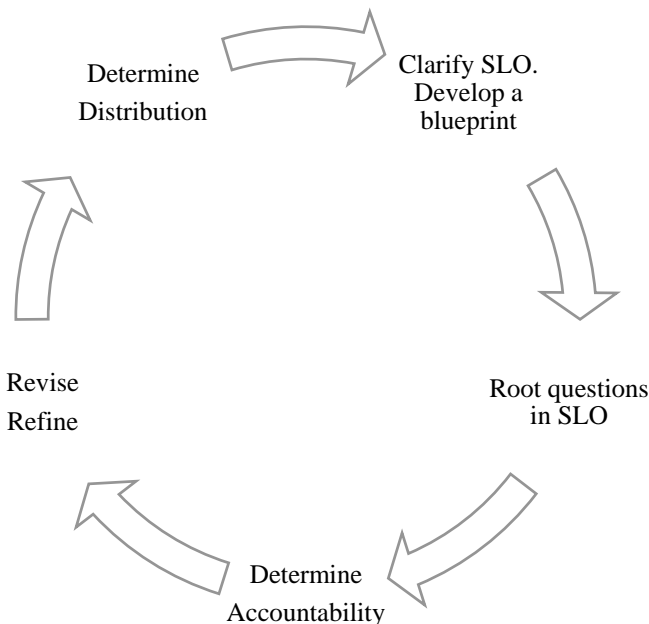 Determine
Distribution
Clarify SLO.
Develop a
blueprint
Root questions
in SLO
Determine
Accountability
Revise
Refine